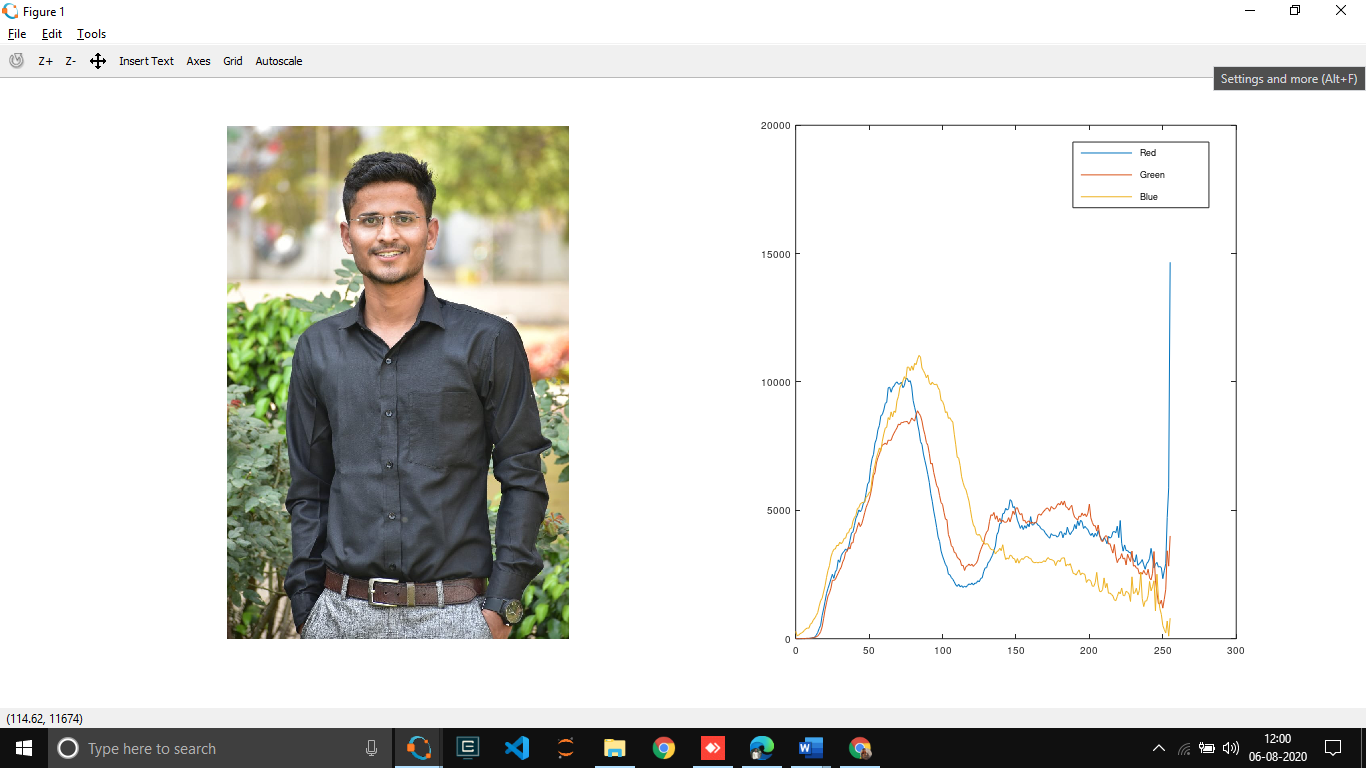 Figure 1
File Edit Tools
Z+ Z- Insert Text Axes Grid Autoscale
Settings and more (Alt+F)
20000
15000
10000
5000
0
0 50 100 150 200 250 300
Red
Green
Blue
(114.62, 11674)
Type here to search
12:00
06-08-2020